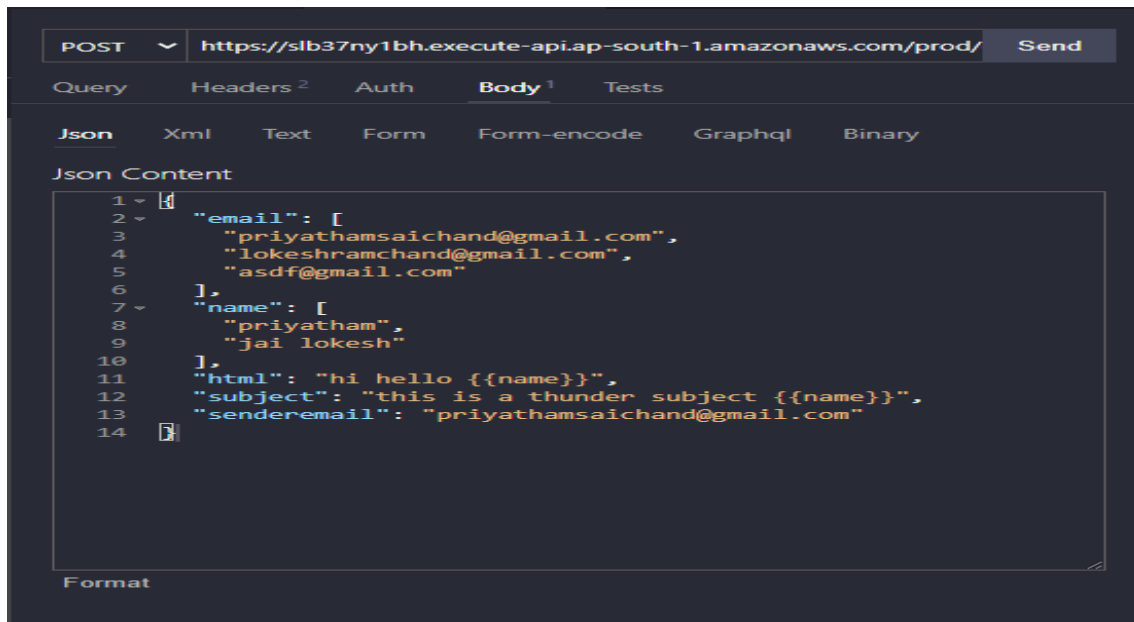 POST https://slb37ny1bh.execute-api.ap-south-1.amazonaws.com/prod/ Send
Query Headers 2 Auth Body 1 Tests
Json Xml Text Form Form-encode Graphql Binary
Json Content
1 {
2 "email": [
3 "priyathamsaichand@gmail.com",
4 "lokeshramchand@gmail.com",
5 "asdf@gmail.com"
6 ],
7 "name": [
8 "priyatham",
9 "jai lokesh"
10 ],
11 "html": "hi hello {{name}}",
12 "subject": "this is a thunder subject {{name}}",
13 "senderemail": "priyathamsaichand@gmail.com"
14 }
Format